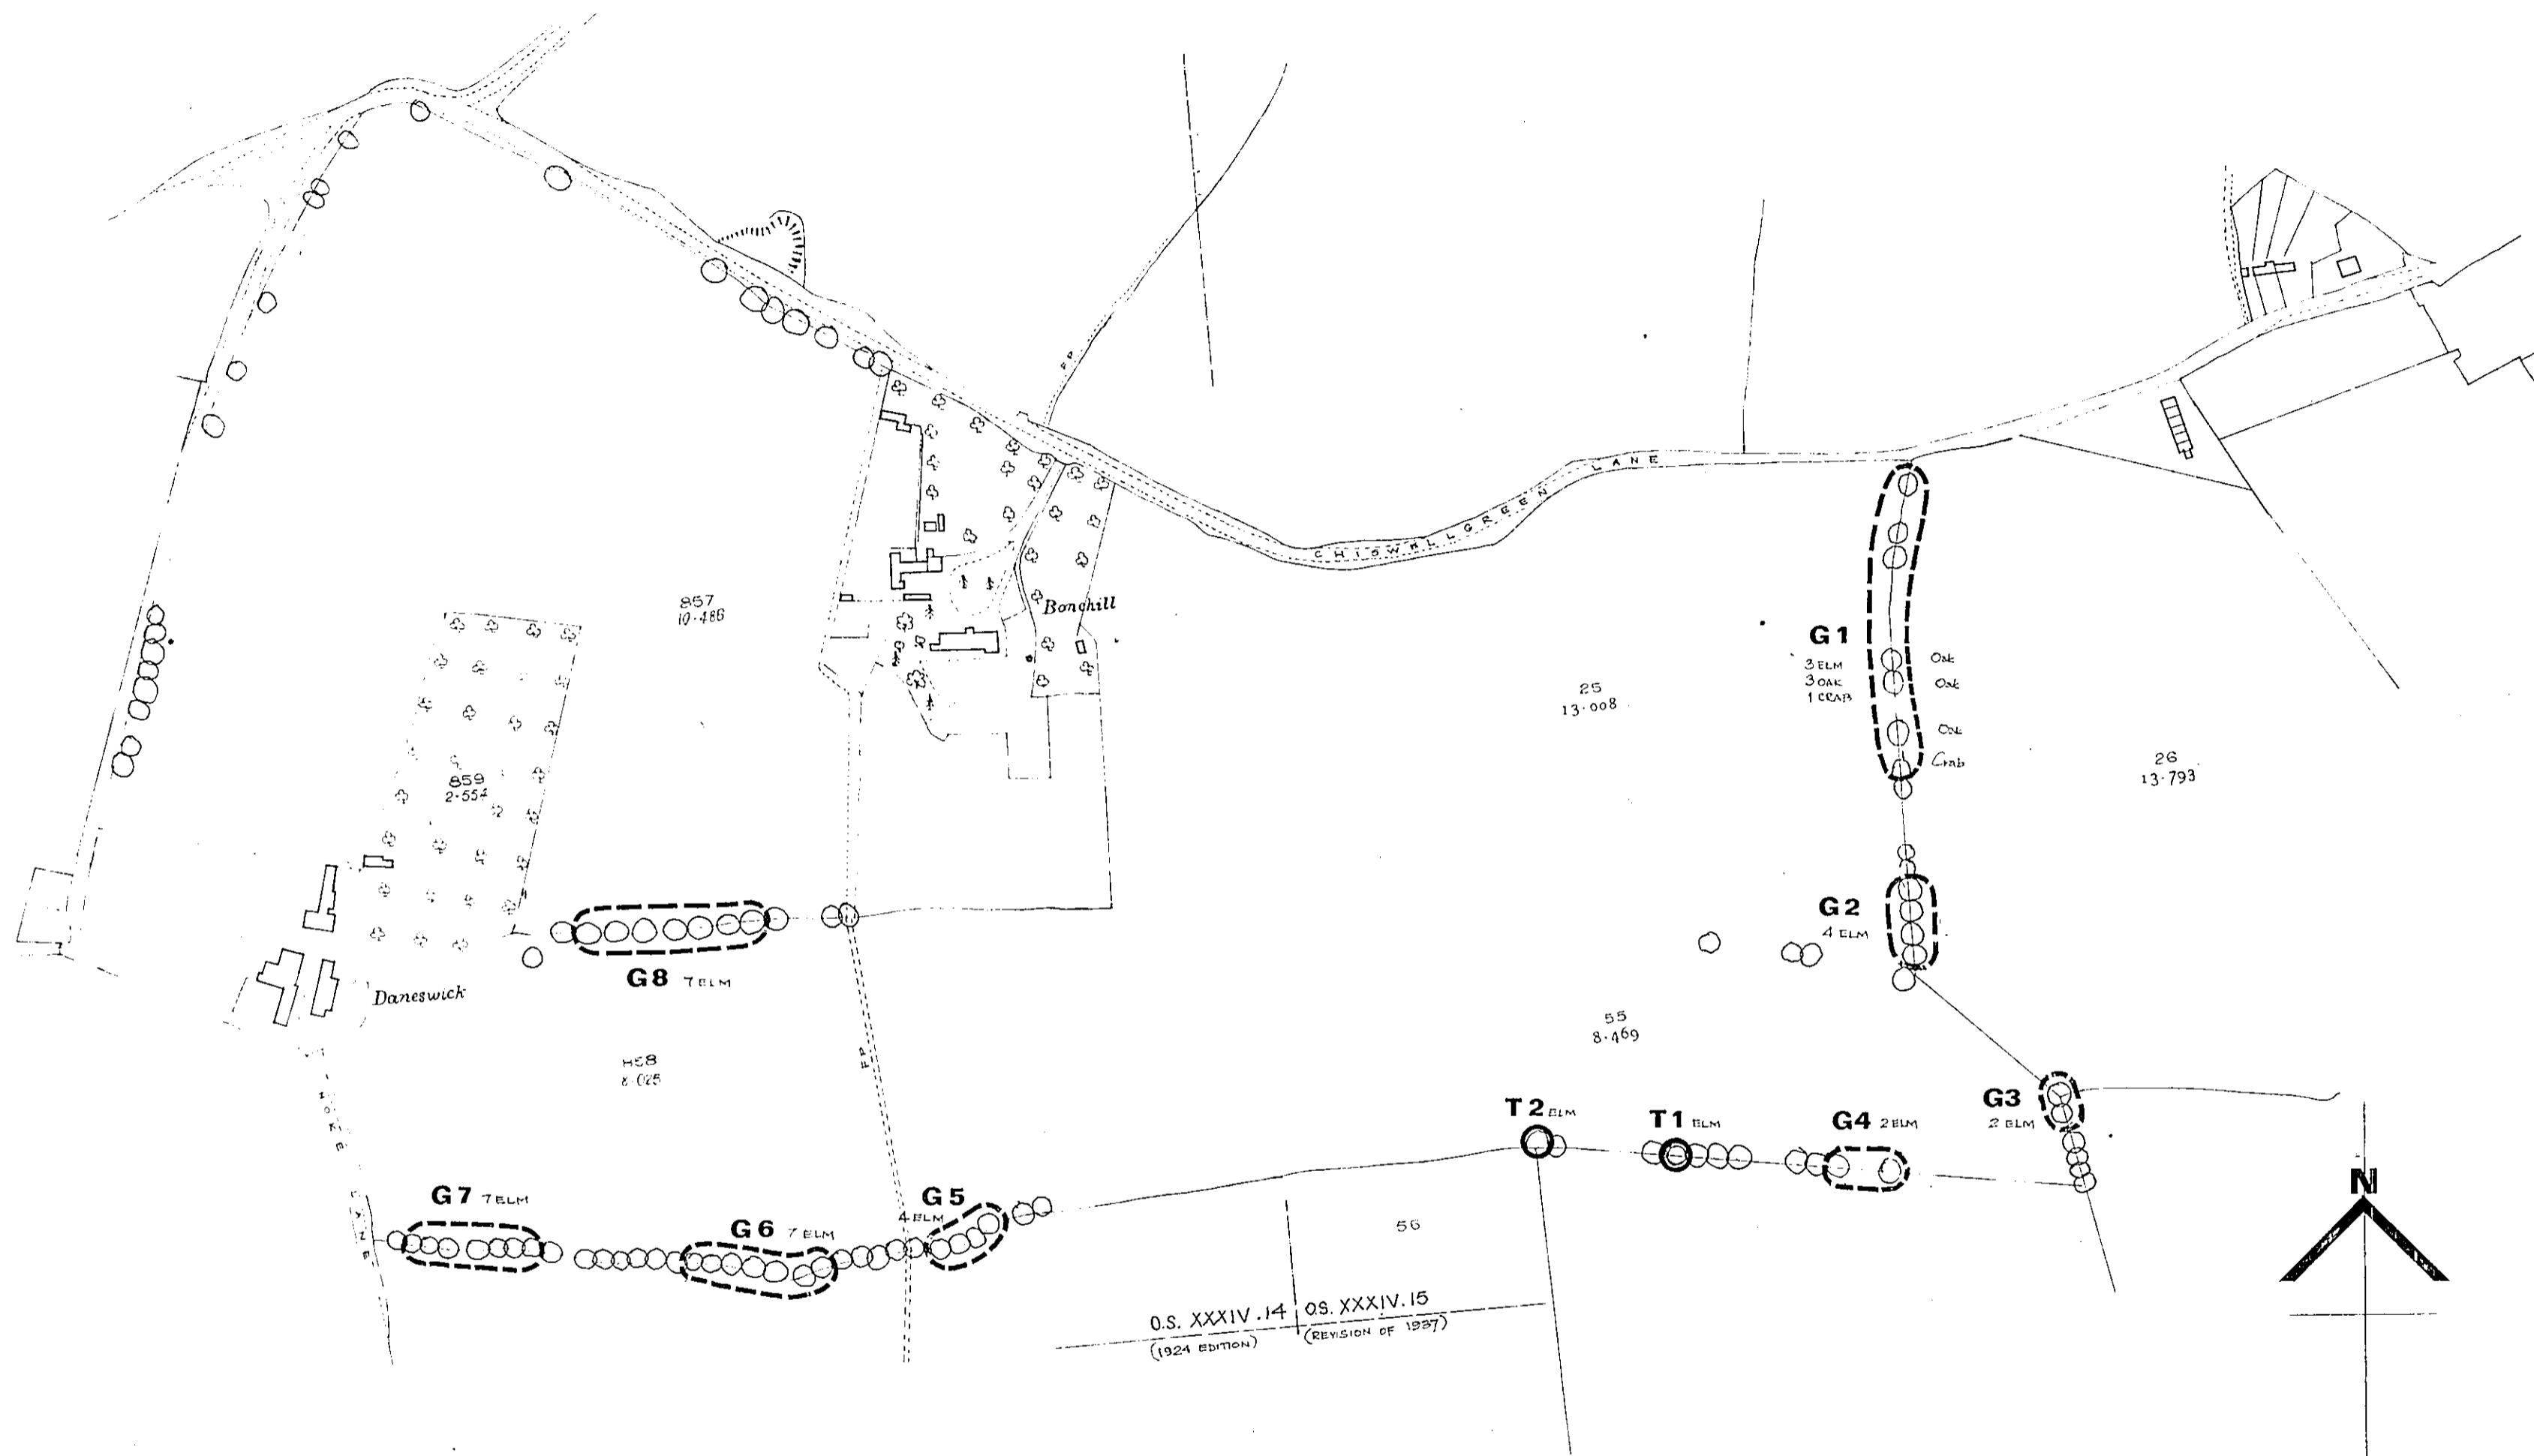 F P
CHISWELL GREEN LANE
857
10·486
Bonehill
G1
3 ELM
3 OAK
1 CRAB
Oak
Oak
Oak
Crab
25
13·008
26
13·793
859
2·554
G2
4 ELM
G8 7 ELM
Daneswick
55
8·469
858
8·025
F P
NOKE LANE
T2 ELM
T1 ELM
G4 2 ELM
G3
2 ELM
G7 7 ELM
G6 7 ELM
G5
4 ELM
56
N
O.S. XXXIV.14
(1924 EDITION)
O.S. XXXIV.15
(REVISION OF 1937)